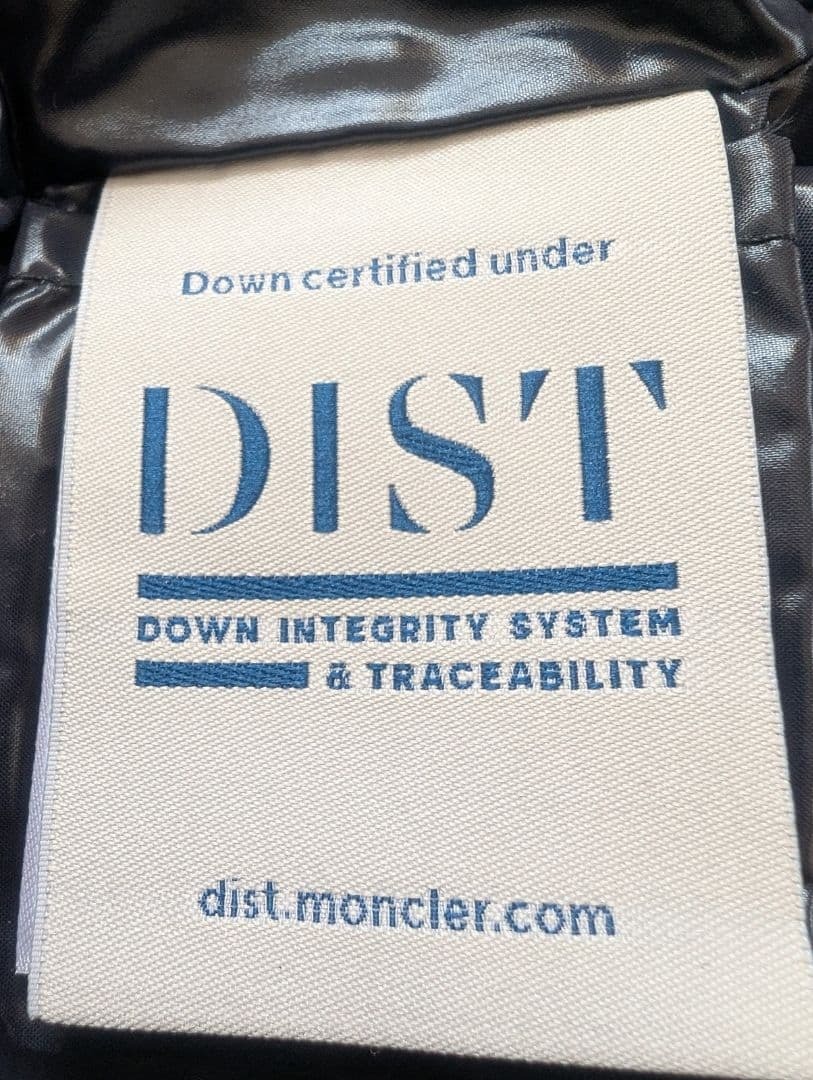 Down certified under
DIST
DOWN INTEGRITY SYSTEM
& TRACEABILITY
dist.moncler.com